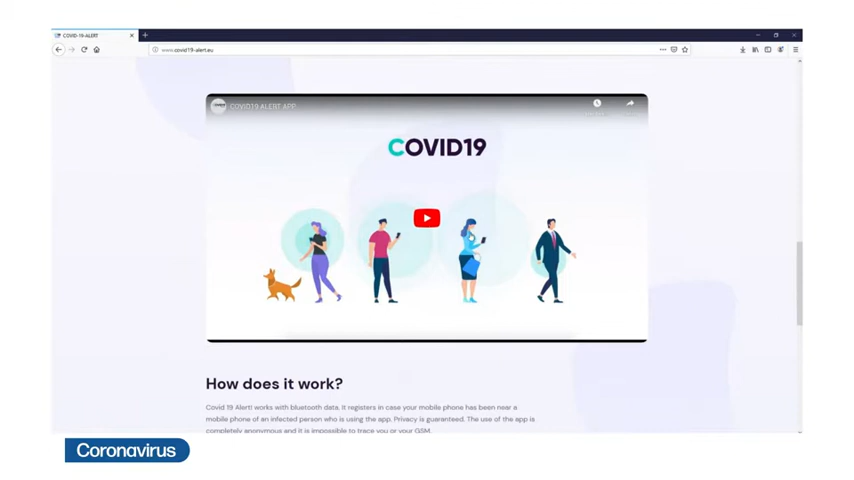 COVID-19-ALERT
www.covid19-alert.eu
COVID19 ALERT APP
COVID19
How does it work?
Covid 19 Alert! works with bluetooth data. It registers in case your mobile phone has been near a
mobile phone of an infected person who is using the app. Privacy is guaranteed. The use of the app is
completely anonymous and it is impossible to trace you or your GSM.
Coronavirus